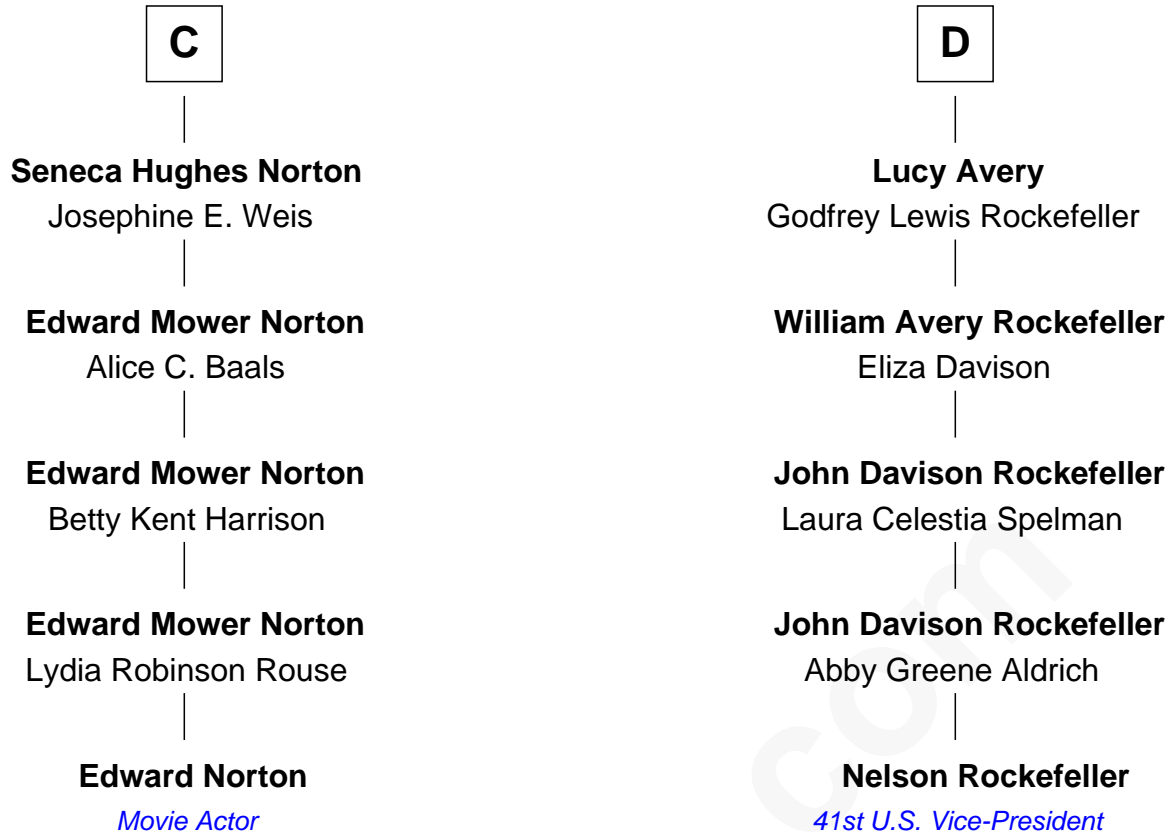 C
Seneca Hughes Norton
Josephine E. Weis
Edward Mower Norton
Alice C. Baals
Edward Mower Norton
Betty Kent Harrison
Edward Mower Norton
Lydia Robinson Rouse
Edward Norton
Movie Actor
D
Lucy Avery
Godfrey Lewis Rockefeller
William Avery Rockefeller
Eliza Davison
John Davison Rockefeller
Laura Celestia Spelman
John Davison Rockefeller
Abby Greene Aldrich
Nelson Rockefeller
41st U.S. Vice-President
com